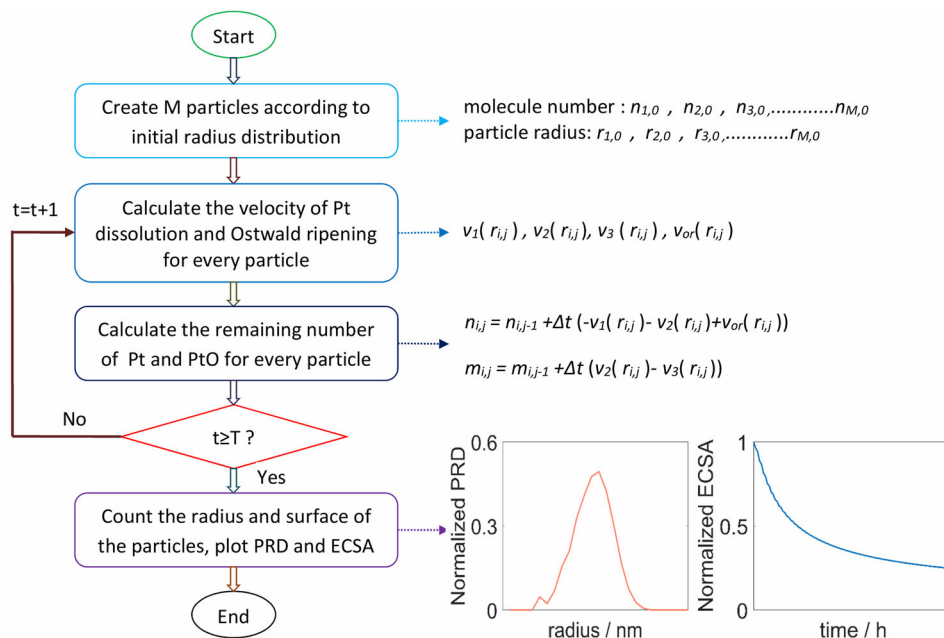 Start
Create M particles according to
initial radius distribution
molecule number : n1,0 , n2,0 , n3,0,............nM,0
particle radius: r1,0 , r2,0 , r3,0,............rM,0
t=t+1
Calculate the velocity of Pt
dissolution and Ostwald ripening
for every particle
v1( ri,j ) , v2( ri,j), v3 ( ri,j ) , vor( ri,j )
Calculate the remaining number
of Pt and PtO for every particle
ni,j = ni,j-1 +Δt (-v1( ri,j )- v2( ri,j )+vor( ri,j ))
mi,j = mi,j-1 +Δt (v2( ri,j )- v3( ri,j ))
No
t≥T ?
Yes
Count the radius and surface of
the particles, plot PRD and ECSA
End
Normalized PRD
0.6
0.3
0
radius / nm
Normalized ECSA
1
0.5
0
time / h